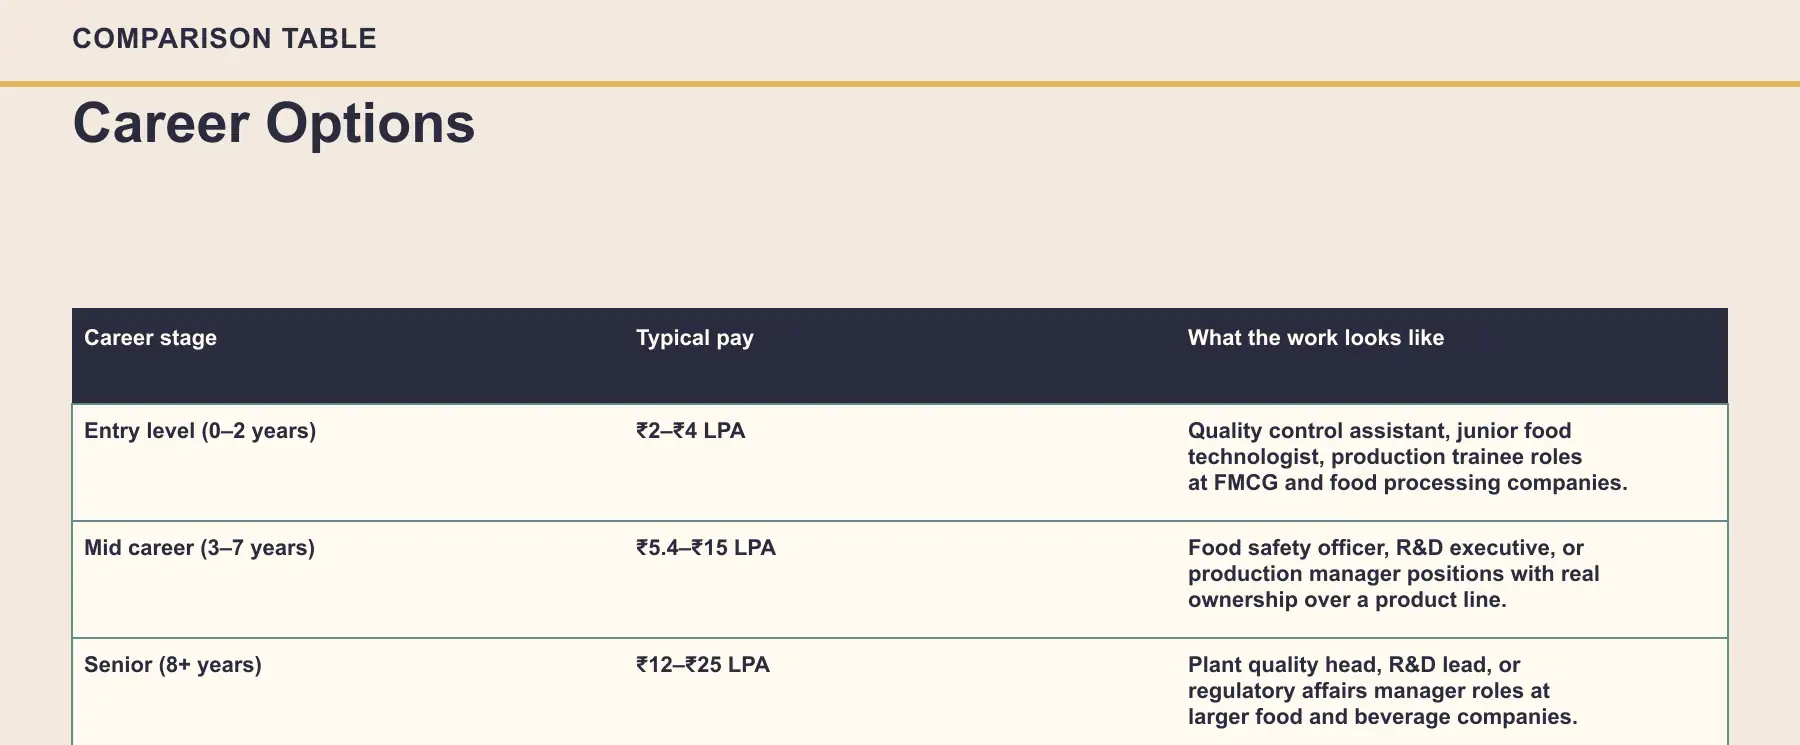 COMPARISON TABLE
Career Options
Career stage
Typical pay
What the work looks like
Entry level (0–2 years)
₹2–₹4 LPA
Quality control assistant, junior food
technologist, production trainee roles
at FMCG and food processing companies.
Mid career (3–7 years)
₹5.4–₹15 LPA
Food safety officer, R&D executive, or
production manager positions with real
ownership over a product line.
Senior (8+ years)
₹12–₹25 LPA
Plant quality head, R&D lead, or
regulatory affairs manager roles at
larger food and beverage companies.